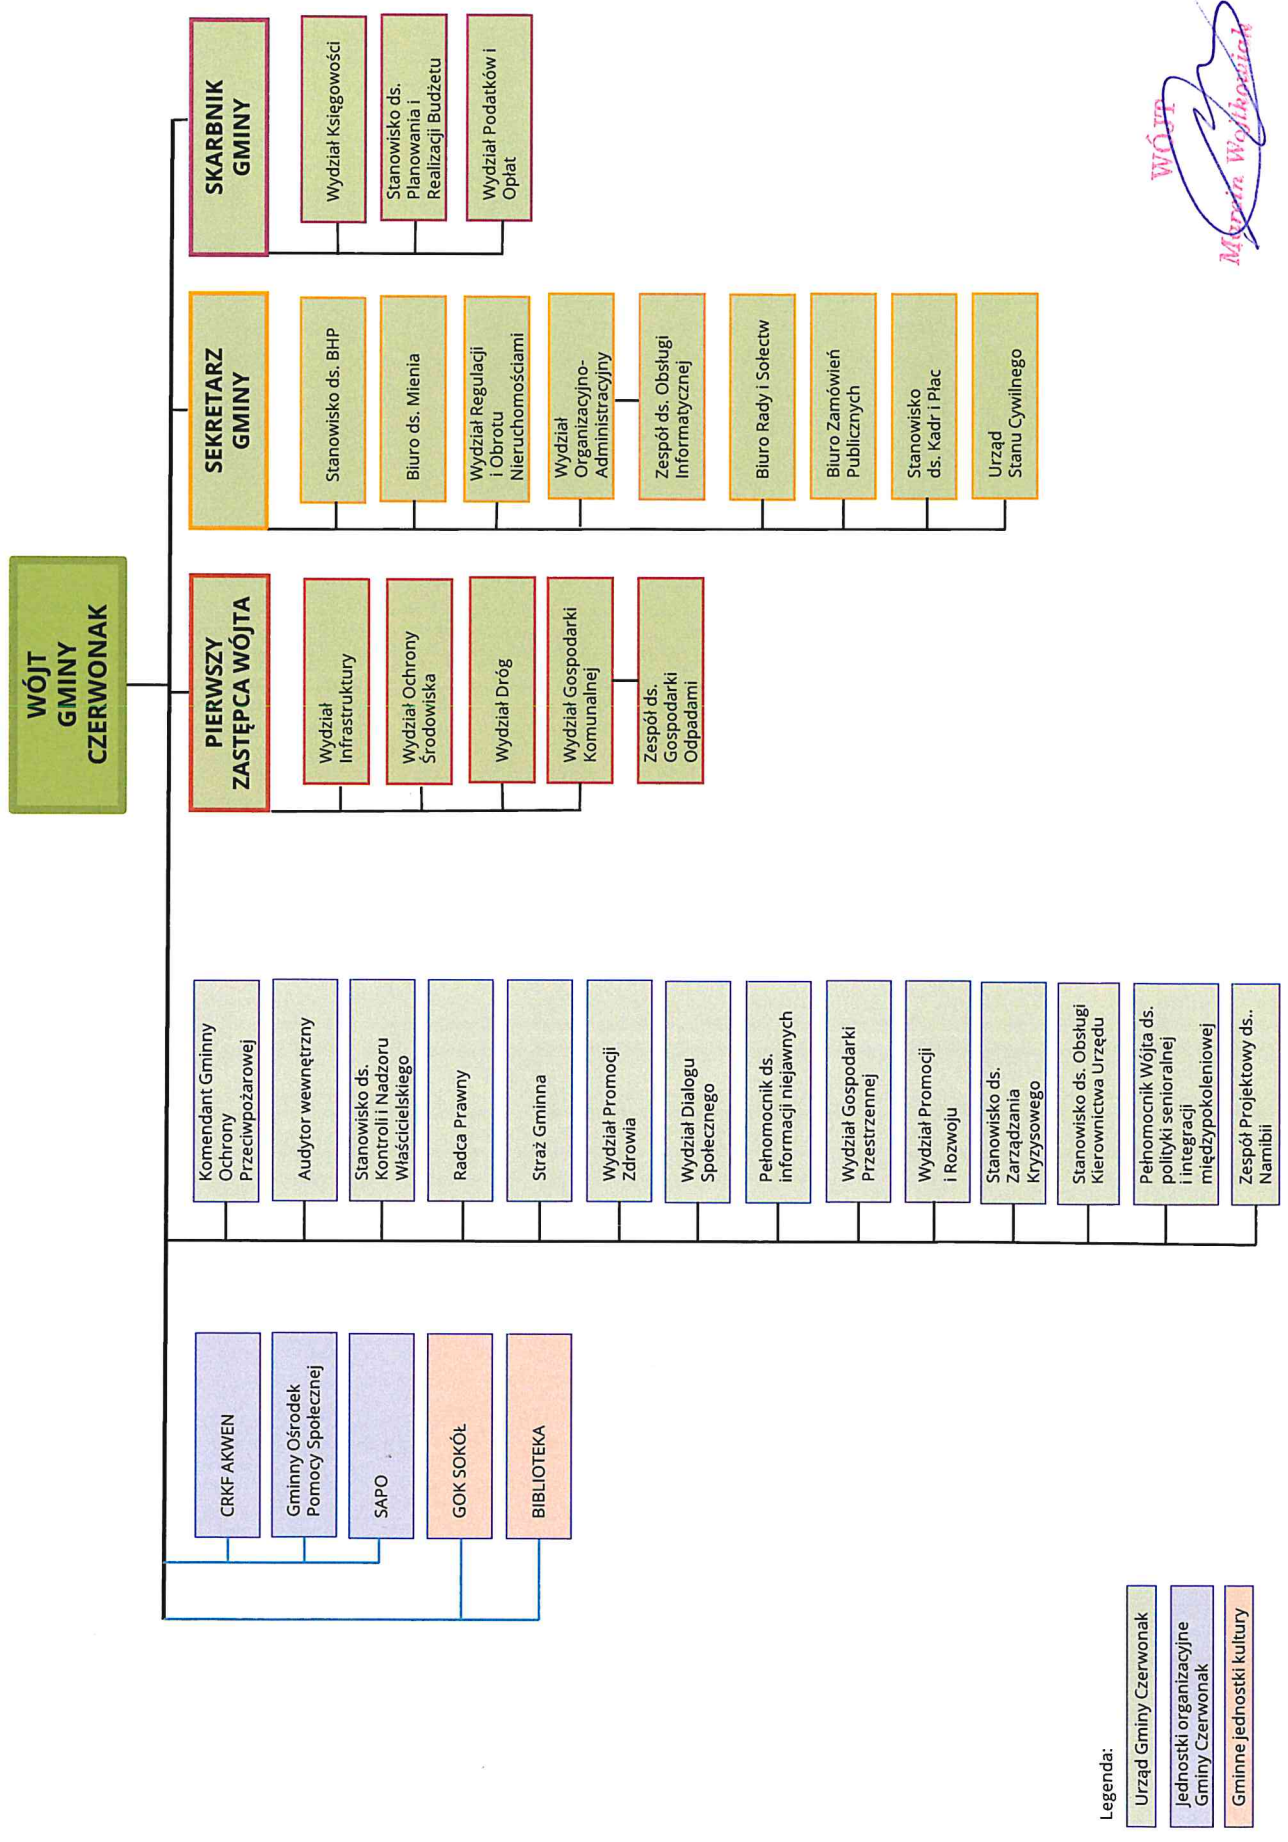 WÓJT
GMINY
CZERWONAK
CRKF AKWEN
Gminny Ośrodek
Pomocy Społecznej
SAPO
GOK SOKÓŁ
BIBLIOTEKA
Komendant Gminny
Ochrony
Przeciwpożarowej
Audytor wewnętrzny
Stanowisko ds.
Kontroli i Nadzoru
Właścicielskiego
Radca Prawny
Straż Gminna
Wydział Promocji
Zdrowia
Wydział Dialogu
Społecznego
Pełnomocnik ds.
informacji niejawnych
Wydział Gospodarki
Przestrzennej
Wydział Promocji
i Rozwoju
Stanowisko ds.
Zarządzania
Kryzysowego
Stanowisko ds. Obsługi
Kierownictwa Urzędu
Pełnomocnik Wójta ds.
polityki senioralnej
i integracji
międzypokoleniowej
Zespół Projektowy ds..
Namibii
PIERWSZY
ZASTĘPCA WÓJTA
Wydział
Infrastruktury
Wydział Ochrony
Środowiska
Wydział Dróg
Wydział Gospodarki
Komunalnej
Zespół ds.
Gospodarki
Odpadami
SEKRETARZ
GMINY
Stanowisko ds. BHP
Biuro ds. Mienia
Wydział Regulacji
i Obrotu
Nieruchomościami
Wydział
Organizacyjno-
Administracyjny
Zespół ds. Obsługi
Informatycznej
Biuro Rady i Sołectw
Biuro Zamówień
Publicznych
Stanowisko
ds. Kadr i Płac
Urząd
Stanu Cywilnego
SKARBNIK
GMINY
Wydział Księgowości
Stanowisko ds.
Planowania i
Realizacji Budżetu
Wydział Podatków i
Opłat
Legenda:
Urząd Gminy Czerwonak
Jednostki organizacyjne
Gminy Czerwonak
Gminne jednostki kultury
WÓJT
Marcin Wojtkowiak